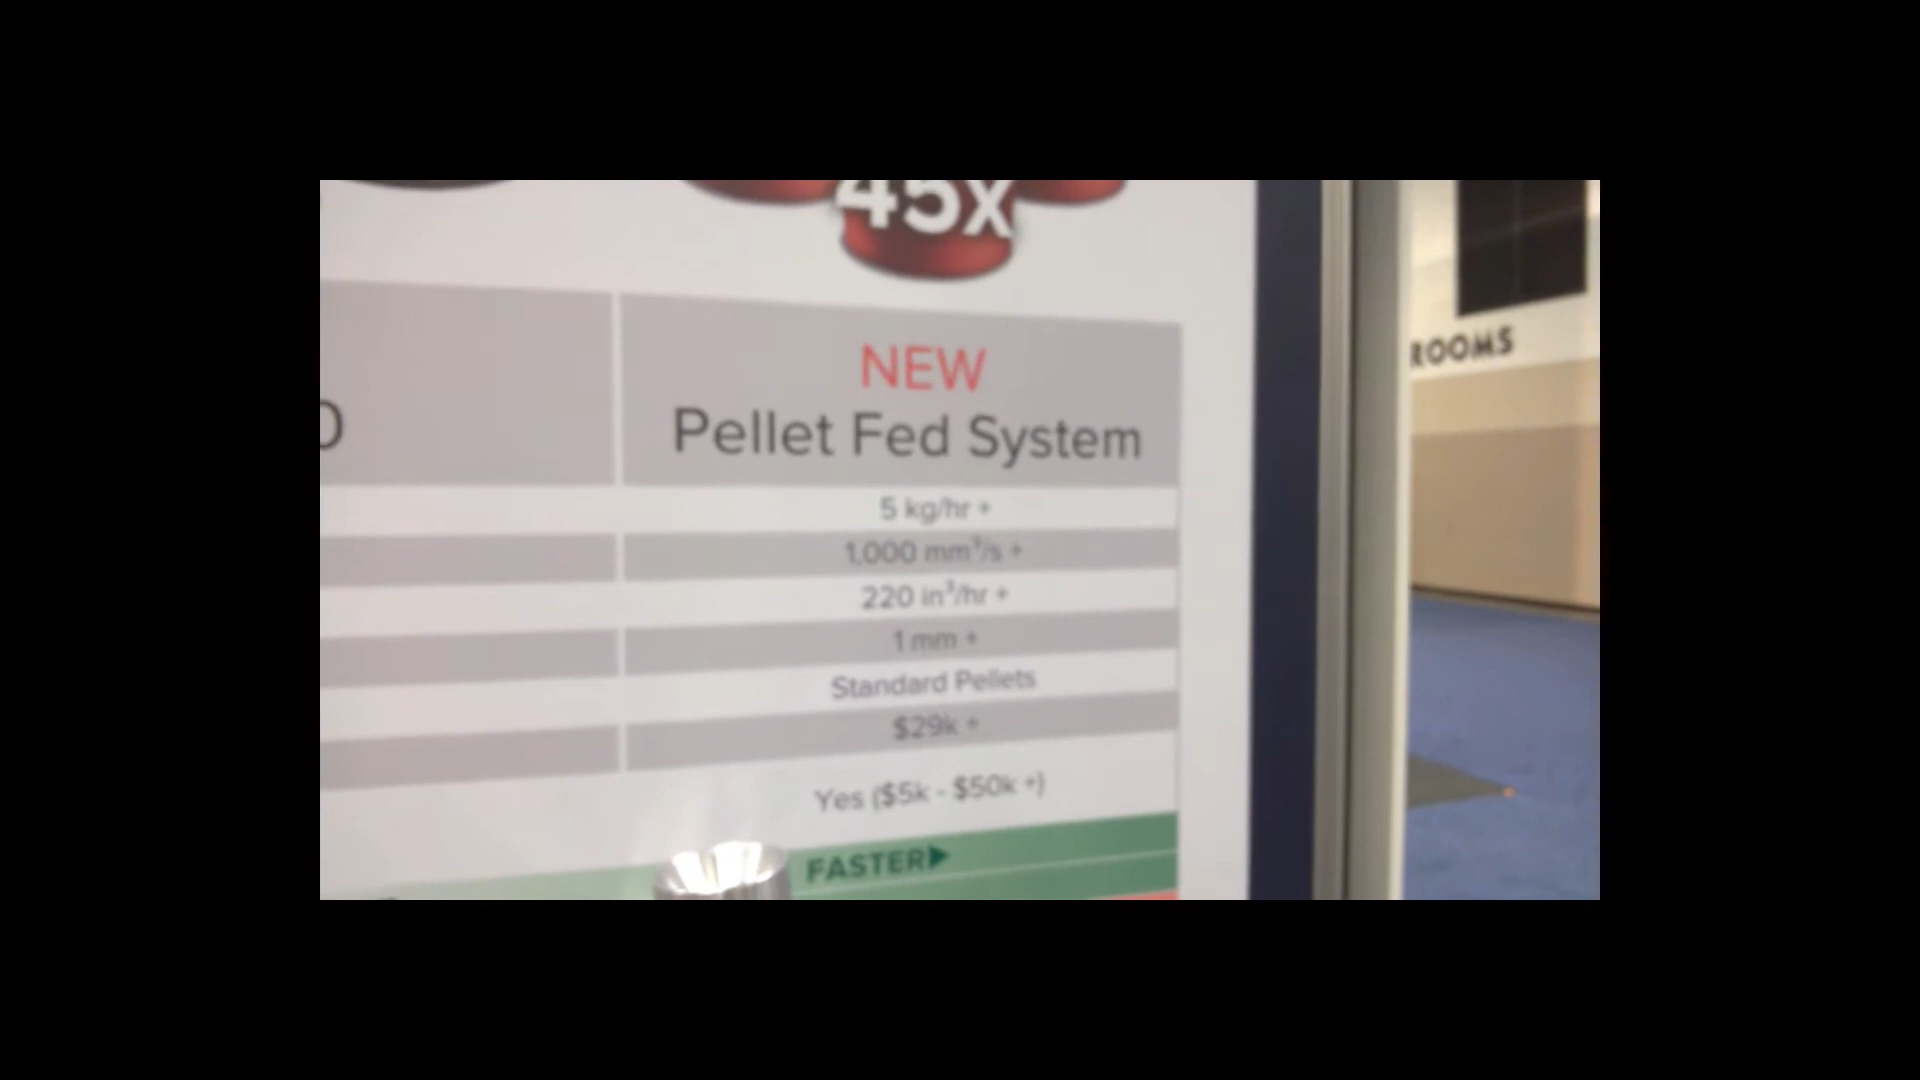 45x
NEW
Pellet Fed System
5 kg/hr +
1,000 mm³/s +
220 in³/hr +
1 mm +
Standard Pellets
$29k +
Yes ($5k - $50k +)
FASTER▶
ROOMS